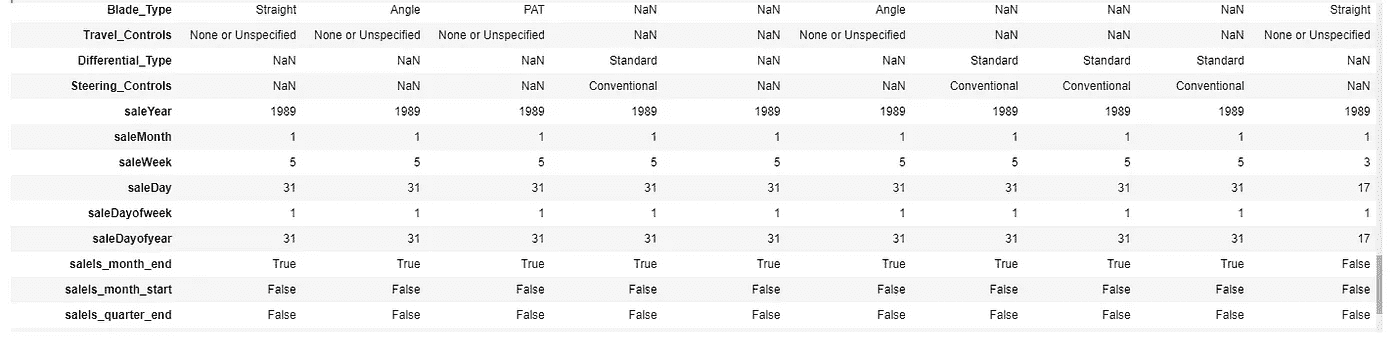 Blade_Type Straight Angle PAT NaN NaN Angle NaN NaN NaN Straight
Travel_Controls None or Unspecified None or Unspecified None or Unspecified NaN NaN None or Unspecified NaN NaN NaN None or Unspecified
Differential_Type NaN NaN NaN Standard NaN NaN Standard Standard Standard NaN
Steering_Controls NaN NaN NaN Conventional NaN NaN Conventional Conventional Conventional NaN
saleYear 1989 1989 1989 1989 1989 1989 1989 1989 1989 1989
saleMonth 1 1 1 1 1 1 1 1 1 1
saleWeek 5 5 5 5 5 5 5 5 5 3
saleDay 31 31 31 31 31 31 31 31 31 17
saleDayofweek 1 1 1 1 1 1 1 1 1 1
saleDayofyear 31 31 31 31 31 31 31 31 31 17
saleIs_month_end True True True True True True True True True False
saleIs_month_start False False False False False False False False False False
saleIs_quarter_end False False False False False False False False False False